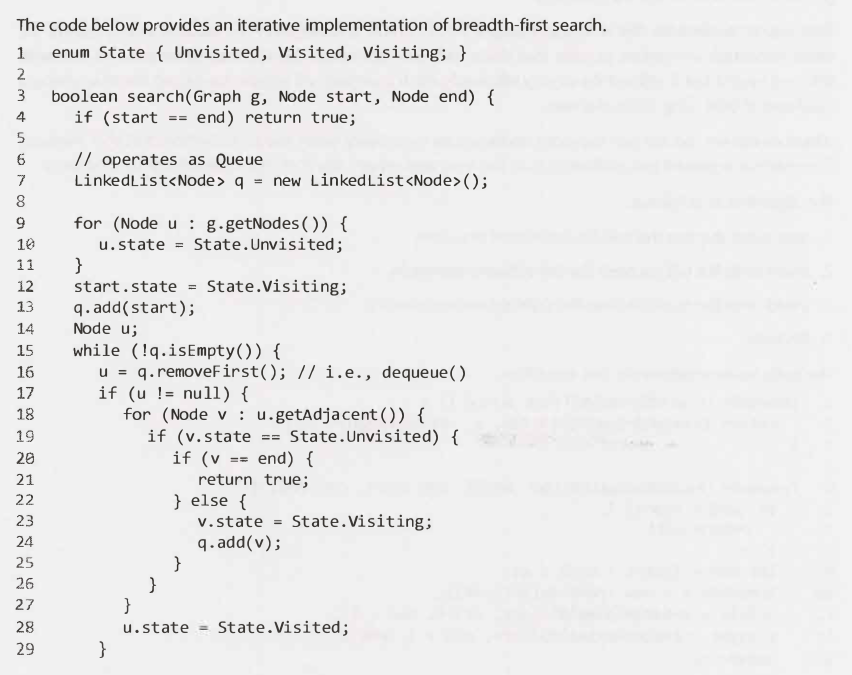 The code below provides an iterative implementation of breadth-first search.
1 enum State { Unvisited, Visited, Visiting; }
2
3 boolean search(Graph g, Node start, Node end) {
4 if (start == end) return true;
5
6 // operates as Queue
7 LinkedList<Node> q = new LinkedList<Node>();
8
9 for (Node u : g.getNodes()) {
10 u.state = State.Unvisited;
11 }
12 start.state = State.Visiting;
13 q.add(start);
14 Node u;
15 while (!q.isEmpty()) {
16 u = q.removeFirst(); // i.e., dequeue()
17 if (u != null) {
18 for (Node v : u.getAdjacent()) {
19 if (v.state == State.Unvisited) {
20 if (v == end) {
21 return true;
22 } else {
23 v.state = State.Visiting;
24 q.add(v);
25 }
26 }
27 }
28 u.state = State.Visited;
29 }